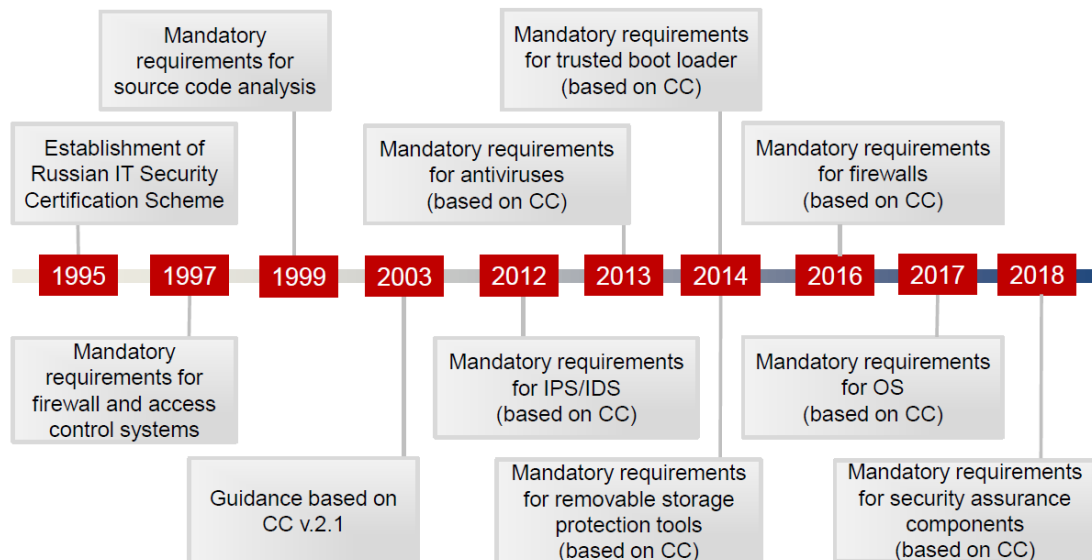 Mandatory
requirements for
source code analysis
Mandatory requirements
for trusted boot loader
(based on CC)
Establishment of
Russian IT Security
Certification Scheme
Mandatory requirements
for antiviruses
(based on CC)
Mandatory requirements
for firewalls
(based on CC)
1995 1997 1999 2003 2012 2013 2014 2016 2017 2018
Mandatory
requirements for
firewall and access
control systems
Mandatory requirements
for IPS/IDS
(based on CC)
Mandatory requirements
for OS
(based on CC)
Guidance based on
CC v.2.1
Mandatory requirements
for removable storage
protection tools
(based on CC)
Mandatory requirements
for security assurance
components
(based on CC)